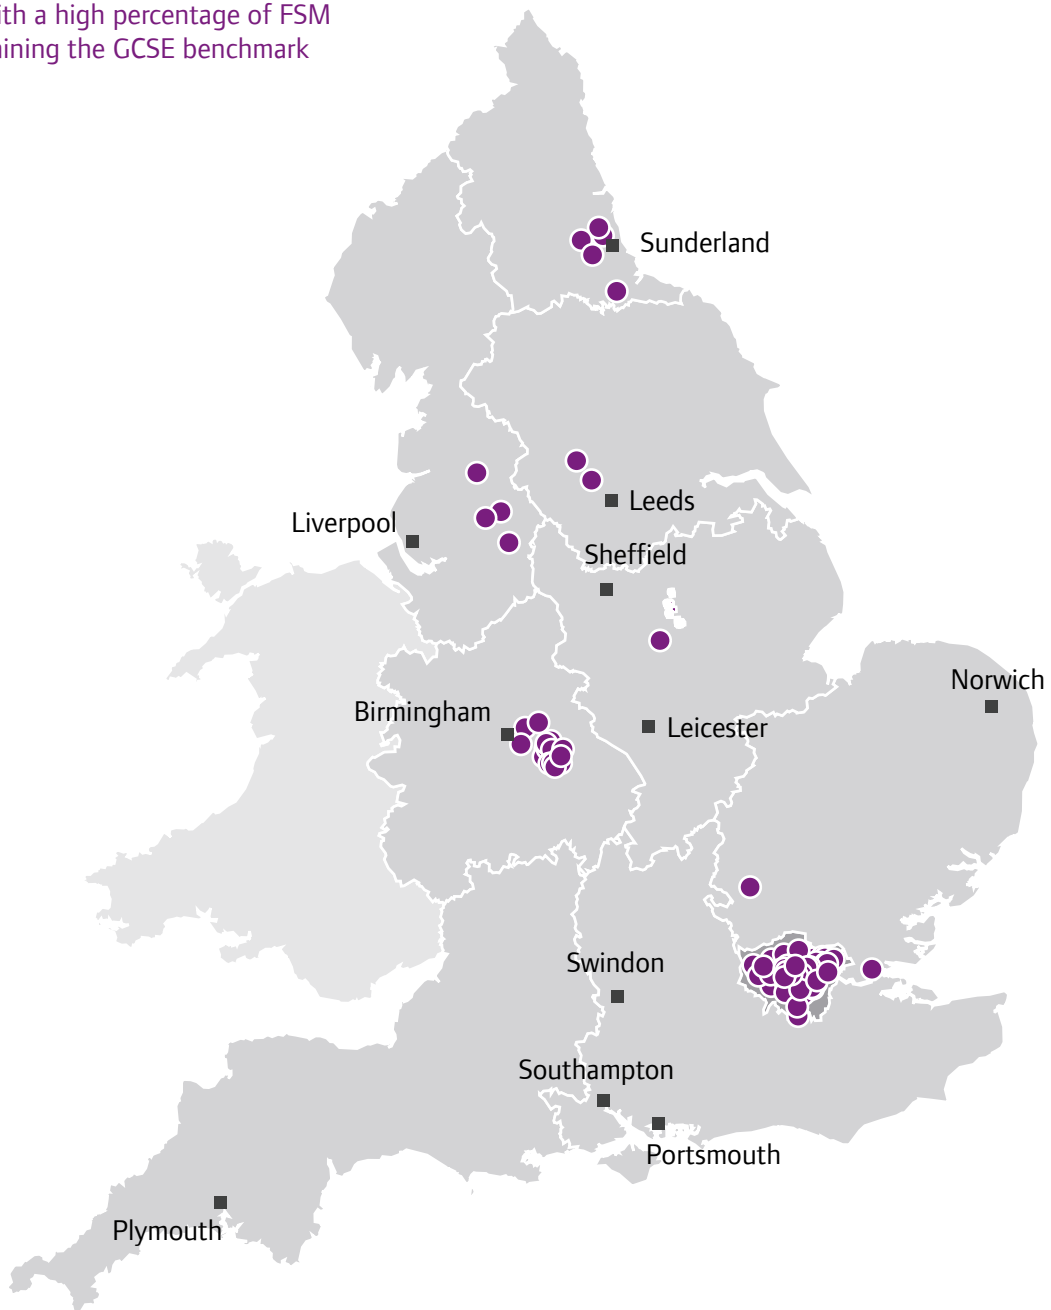 with a high percentage of FSM
ining the GCSE benchmark
Sunderland
Leeds
Liverpool
Sheffield
Norwich
Birmingham
Leicester
Swindon
Southampton
Portsmouth
Plymouth